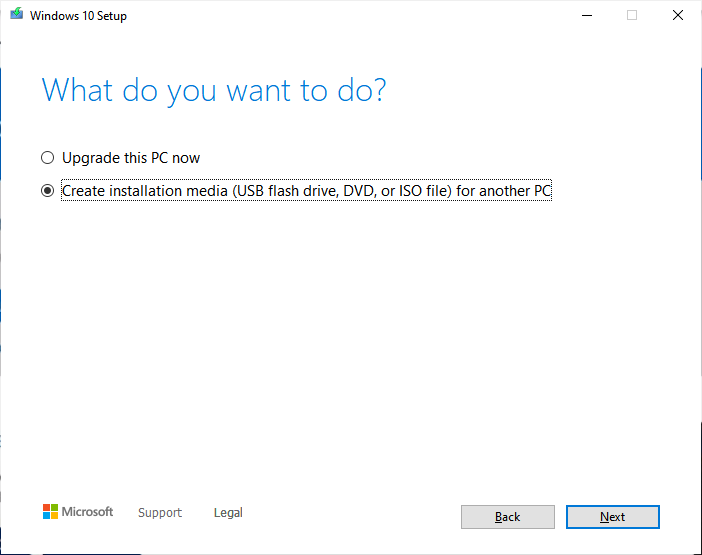 Windows 10 Setup
What do you want to do?
Upgrade this PC now
Create installation media (USB flash drive, DVD, or ISO file) for another PC
Microsoft Support Legal Back Next